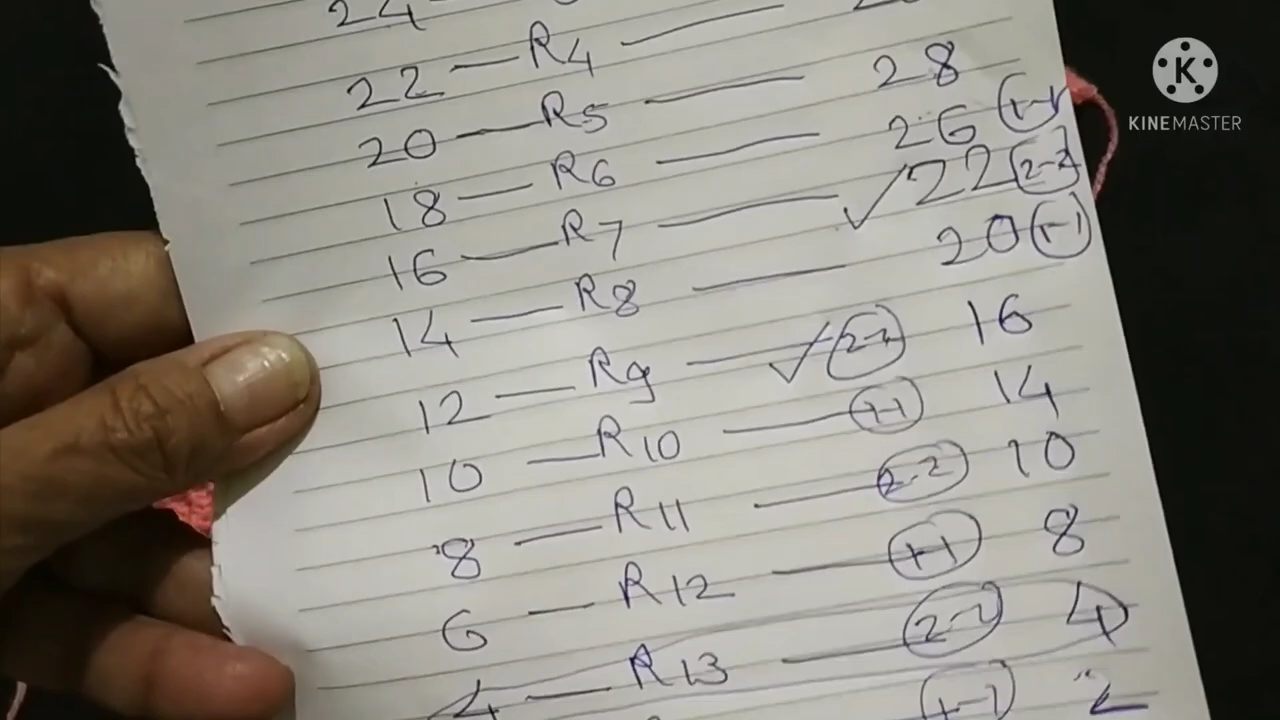 24
22 — R4 —
20 — R5 — 28
18 — R6 — 26 (1-1)
16 — R7 — ✓ 22 (2-2)
14 — R8 — 20 (1-1)
12 — R9 — ✓ (2-2) 16
10 — R10 — (1-1) 14
8 — R11 — (2-2) 10
6 — R12 — (1-1) 8
4 — R13 — (2-2) 4
(1-1) 2
K
KINEMASTER